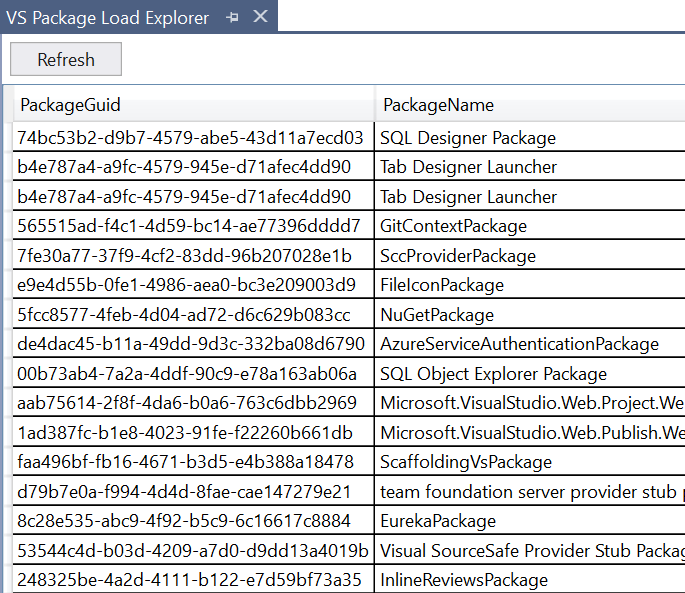 VS Package Load Explorer
Refresh
PackageGuid PackageName
74bc53b2-d9b7-4579-abe5-43d11a7ecd03 SQL Designer Package
b4e787a4-a9fc-4579-945e-d71afec4dd90 Tab Designer Launcher
b4e787a4-a9fc-4579-945e-d71afec4dd90 Tab Designer Launcher
565515ad-f4c1-4d59-bc14-ae77396dddd7 GitContextPackage
7fe30a77-37f9-4cf2-83dd-96b207028e1b SccProviderPackage
e9e4d55b-0fe1-4986-aea0-bc3e209003d9 FileIconPackage
5fcc8577-4feb-4d04-ad72-d6c629b083cc NuGetPackage
de4dac45-b11a-49dd-9d3c-332ba08d6790 AzureServiceAuthenticationPackage
00b73ab4-7a2a-4ddf-90c9-e78a163ab06a SQL Object Explorer Package
aab75614-2f8f-4da6-b0a6-763c6dbb2969 Microsoft.VisualStudio.Web.Project.We
1ad387fc-b1e8-4023-91fe-f22260b661db Microsoft.VisualStudio.Web.Publish.We
faa496bf-fb16-4671-b3d5-e4b388a18478 ScaffoldingVsPackage
d79b7e0a-f994-4d4d-8fae-cae147279e21 team foundation server provider stub p
8c28e535-abc9-4f92-b5c9-6c16617c8884 EurekaPackage
53544c4d-b03d-4209-a7d0-d9dd13a4019b Visual SourceSafe Provider Stub Packag
248325be-4a2d-4111-b122-e7d59bf73a35 InlineReviewsPackage